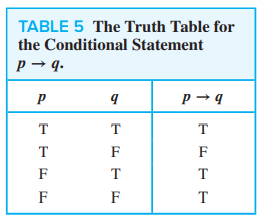 TABLE 5 The Truth Table for
the Conditional Statement
p → q.
p q p → q
T T T
T F F
F T T
F F T